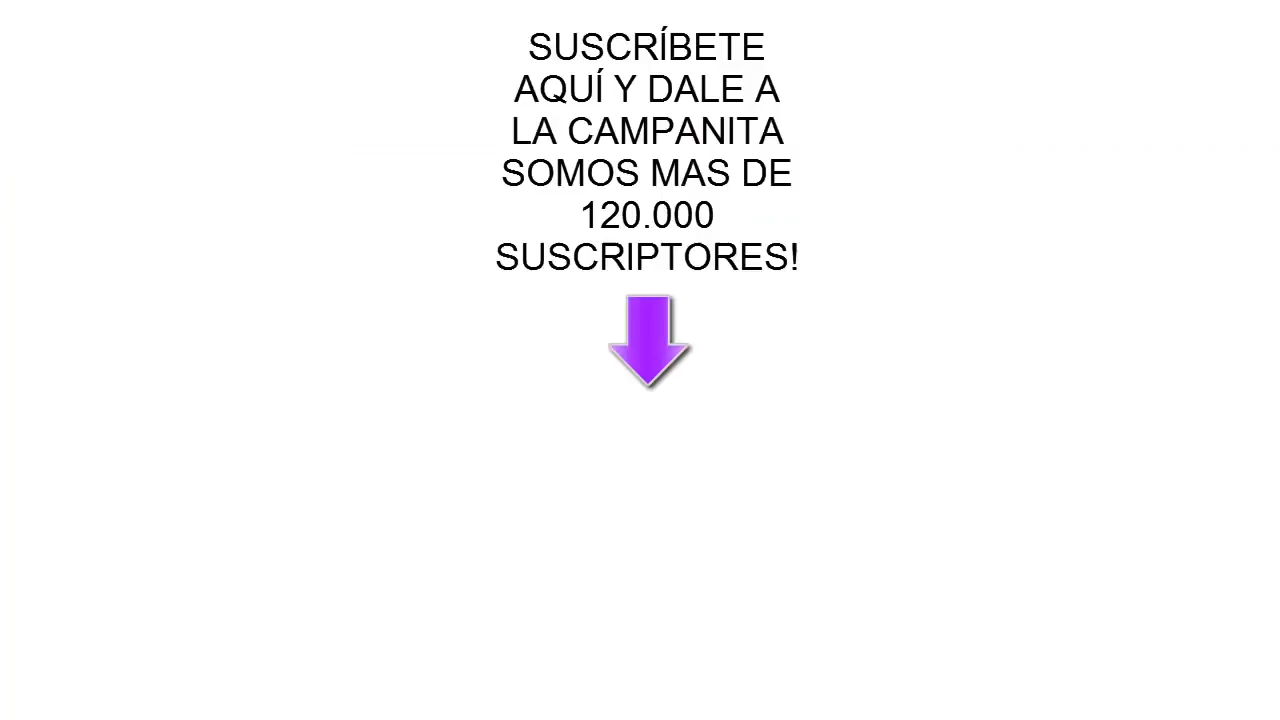 SUSCRÍBETE
AQUÍ Y DALE A
LA CAMPANITA
SOMOS MAS DE
120.000
SUSCRIPTORES!